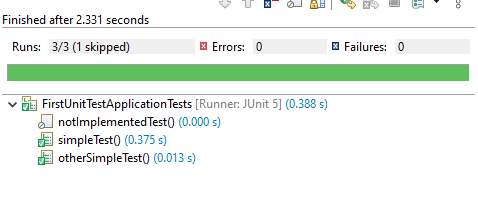 Finished after 2.331 seconds
Runs: 3/3 (1 skipped) Errors: 0 Failures: 0
FirstUnitTestApplicationTests [Runner: JUnit 5] (0.388 s)
notImplementedTest() (0.000 s)
simpleTest() (0.375 s)
otherSimpleTest() (0.013 s)